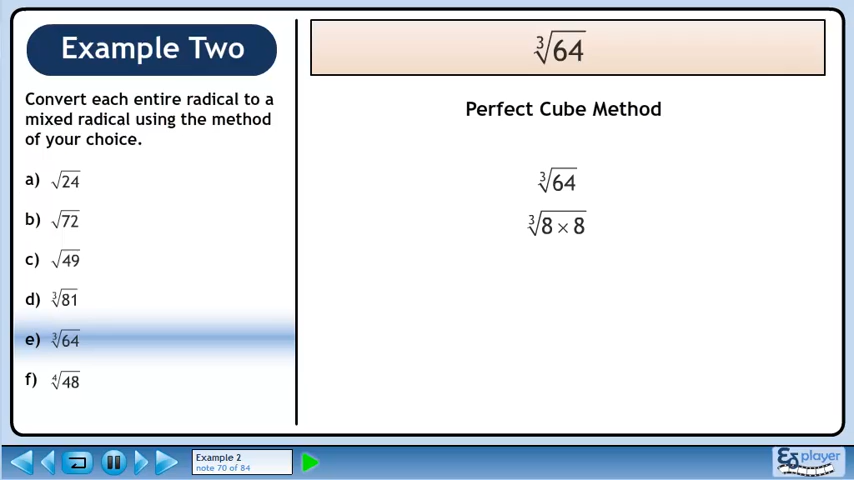 Example Two
Convert each entire radical to a
mixed radical using the method
of your choice.
a) √24
b) √72
c) √49
d) ∛81
e) ∛64
f) ∜48
∛64
Perfect Cube Method
∛64
∛8 × 8
Example 2
note 70 of 84
player